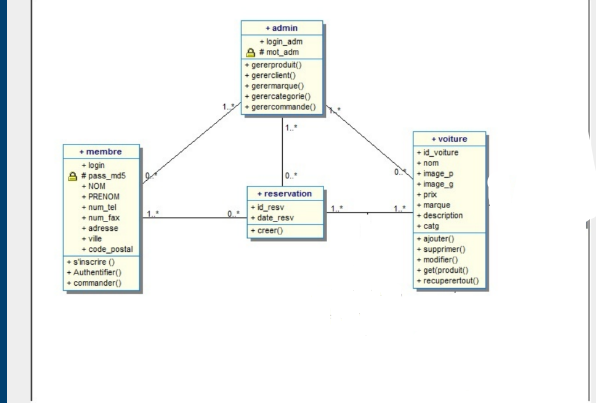 + admin
+ login_adm
# mot_adm
+ gererproduit()
+ gererclient()
+ gerermarque()
+ gerercategorie()
+ gerercommande()
1..*
1..*
1..*
+ membre
+ login
# pass_md5
+ NOM
+ PRENOM
+ num_tel
+ num_fax
+ adresse
+ ville
+ code_postal
+ s'inscrire ()
+ Authentifier()
+ commander()
0..*
1..*
0..*
0..*
+ reservation
+ id_resv
+ date_resv
+ creer()
1..*
1..*
0..*
+ voiture
+ id_voiture
+ nom
+ image_p
+ image_g
+ prix
+ marque
+ description
+ catg
+ ajouter()
+ supprimer()
+ modifier()
+ get(produit()
+ recuperertout()